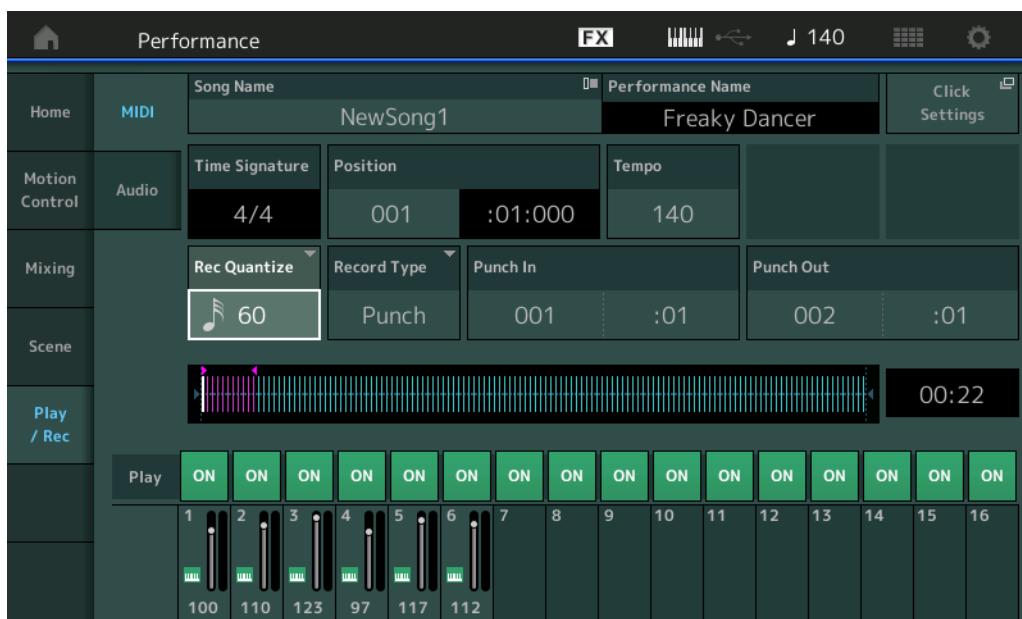 Performance FX 140
Song Name
NewSong1
Performance Name
Freaky Dancer
Click
Settings
Home
Motion
Control
Mixing
Scene
Play
/ Rec
MIDI
Audio
Time Signature
4/4
Position
001 :01:000
Tempo
140
Rec Quantize
60
Record Type
Punch
Punch In
001 :01
Punch Out
002 :01
00:22
Play ON ON ON ON ON ON ON ON ON ON ON ON ON ON ON ON
1 2 3 4 5 6 7 8 9 10 11 12 13 14 15 16
100 110 123 97 117 112